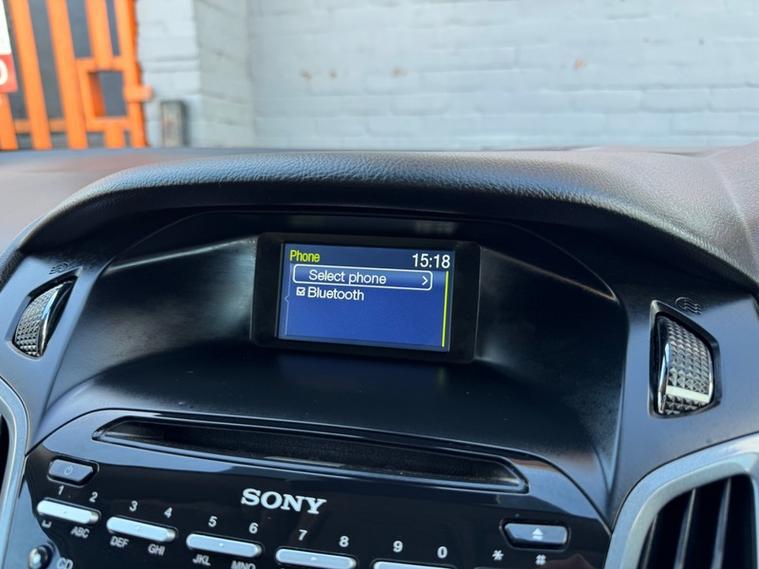 Phone 15:18
Select phone >
Bluetooth
SONY
1 2 3 4 5 6 7 8 9 0 * #
ABC DEF GHI JKL MNO
CD